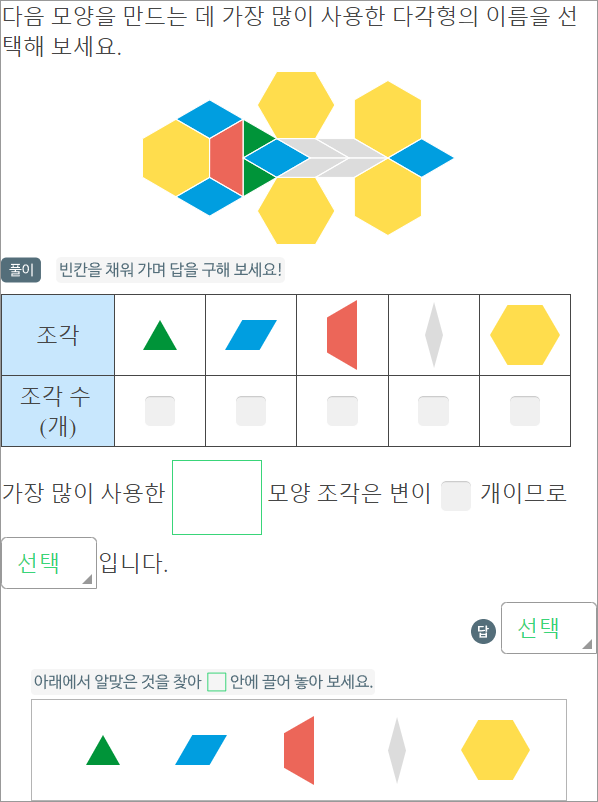 다음 모양을 만드는 데 가장 많이 사용한 다각형의 이름을 선
택해 보세요.
풀이 빈칸을 채워 가며 답을 구해 보세요!
조각
조각 수
(개)
가장 많이 사용한 모양 조각은 변이 개이므로
선택 입니다.
답 선택
아래에서 알맞은 것을 찾아 안에 끌어 놓아 보세요.